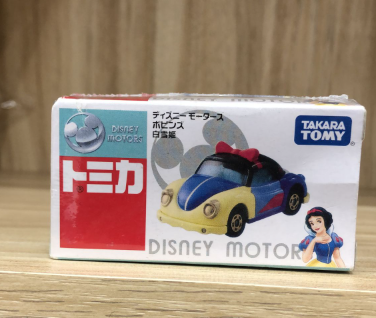 DISNEY
MOTORS
トミカ
ディズニー モータース
ポピンズ
白雪姫
TAKARA
TOMY
DISNEY MOTOR